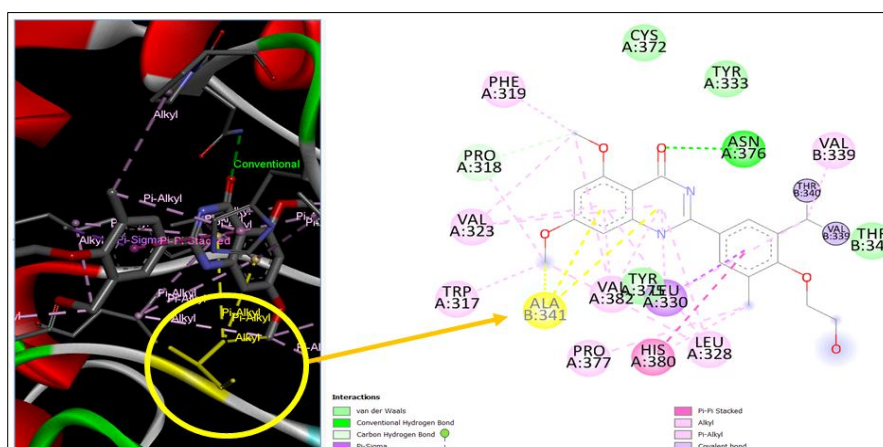 Alkyl
Conventional
Pi-Alkyl
Pi-Sigma
Pi-Pi Stacked
Alkyl
Pi-Alkyl
Alkyl
Pi-Alkyl
Pi-Alkyl
Alkyl
CYS
A:372
TYR
A:333
PHE
A:319
ASN
A:376
VAL
B:339
PRO
A:318
O
O
N
THR
B:340
VAL
B:339
THR
VAL
A:323
O
NH
TRP
A:317
ALA
B:341
VAL
A:382
TYR
LEU
A:330
O
PRO
A:377
HIS
A:380
LEU
A:328
O
Interactions
van der Waals
Conventional Hydrogen Bond
Carbon Hydrogen Bond
Pi-Sigma
Pi-Pi Stacked
Alkyl
Pi-Alkyl
Covalent bond